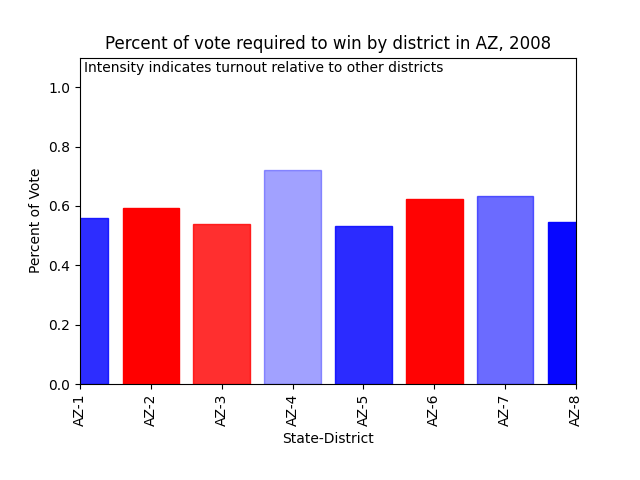 Percent of vote required to win by district in AZ, 2008
Intensity indicates turnout relative to other districts
Percent of Vote
1.0
0.8
0.6
0.4
0.2
0.0
AZ-1
AZ-2
AZ-3
AZ-4
AZ-5
AZ-6
AZ-7
AZ-8
State-District